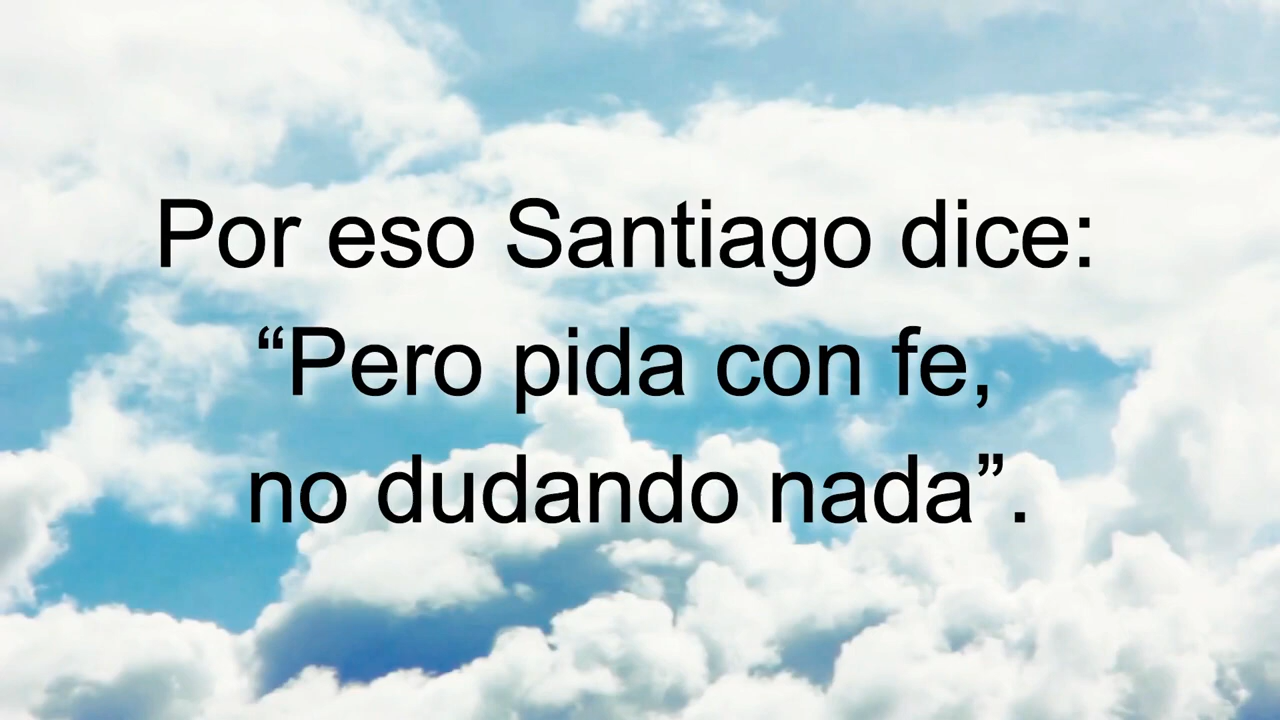 Por eso Santiago dice:
“Pero pida con fe,
no dudando nada”.